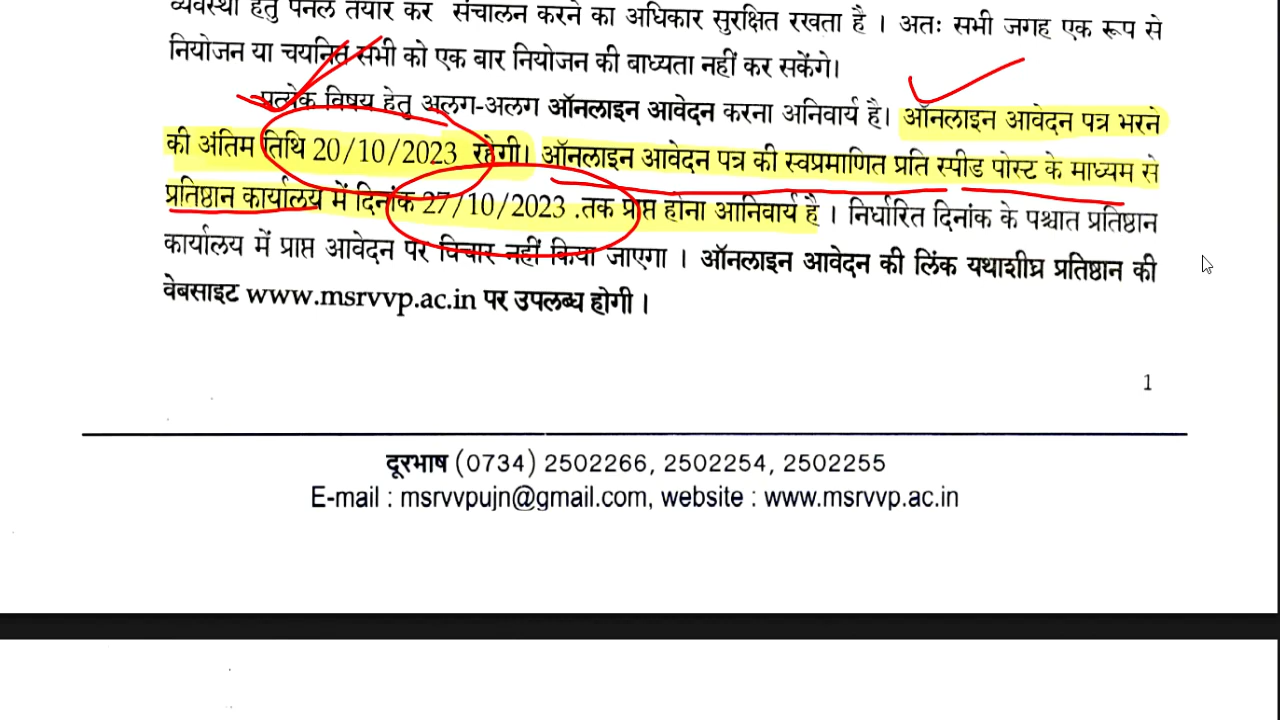 व्यवस्था हेतु पैनल तैयार कर संचालन करने का अधिकार सुरक्षित रखता है । अतः सभी जगह एक रूप से
नियोजन या चयनित सभी को एक बार नियोजन की बाध्यता नहीं कर सकेंगे।
प्रत्येक विषय हेतु अलग-अलग ऑनलाइन आवेदन करना अनिवार्य है। ऑनलाइन आवेदन पत्र भरने
की अंतिम तिथि 20/10/2023 रहेगी। ऑनलाइन आवेदन पत्र की स्वप्रमाणित प्रति स्पीड पोस्ट के माध्यम से
प्रतिष्ठान कार्यालय में दिनांक 27/10/2023 .तक प्राप्त होना आनिवार्य है । निर्धारित दिनांक के पश्चात प्रतिष्ठान
कार्यालय में प्राप्त आवेदन पर विचार नहीं किया जाएगा । ऑनलाइन आवेदन की लिंक यथाशीघ्र प्रतिष्ठान की
वेबसाइट www.msrvvp.ac.in पर उपलब्ध होगी ।
1
दूरभाष (0734) 2502266, 2502254, 2502255
E-mail : msrvvpujn@gmail.com, website : www.msrvvp.ac.in